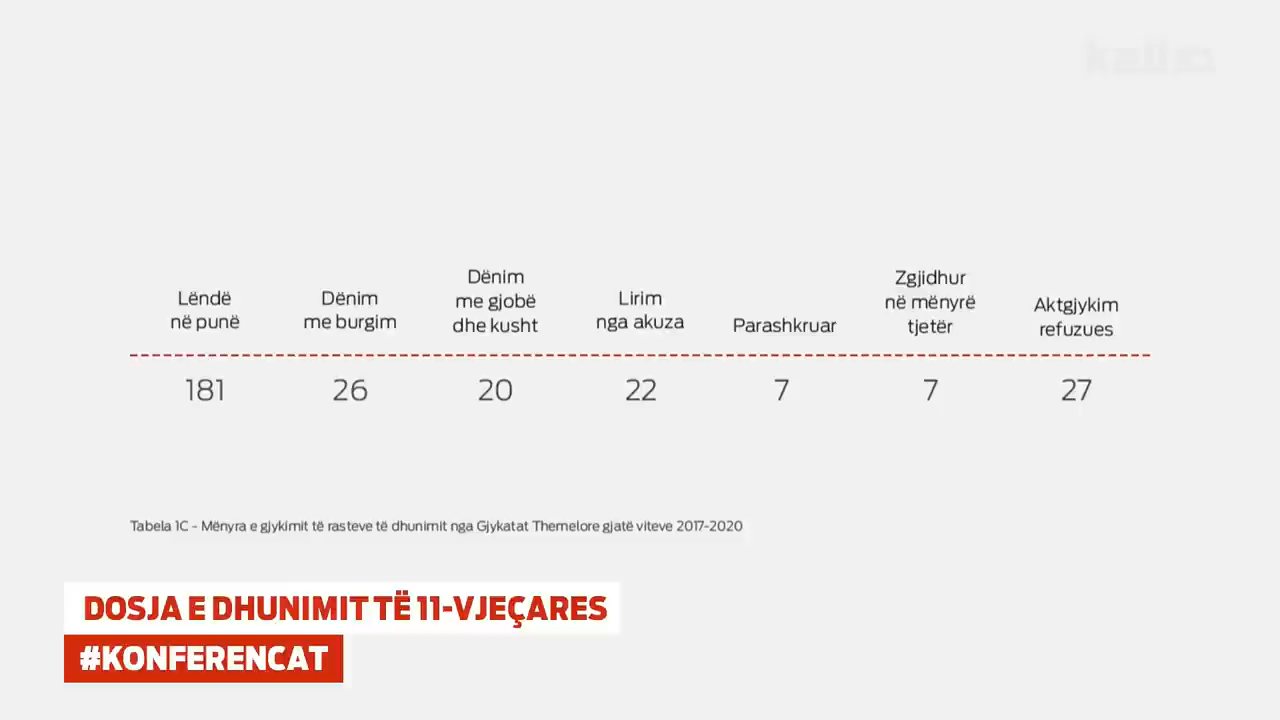 Lëndë
në punë
Dënim
me burgim
Dënim
me gjobë
dhe kusht
Lirim
nga akuza
Parashkruar
Zgjidhur
në mënyrë
tjetër
Aktgjykim
refuzues
181
26
20
22
7
7
27
Tabela 1C - Mënyra e gjykimit të rasteve të dhunimit nga Gjykatat Themelore gjatë viteve 2017-2020
DOSJA E DHUNIMIT TË 11-VJEÇARES
#KONFERENCAT